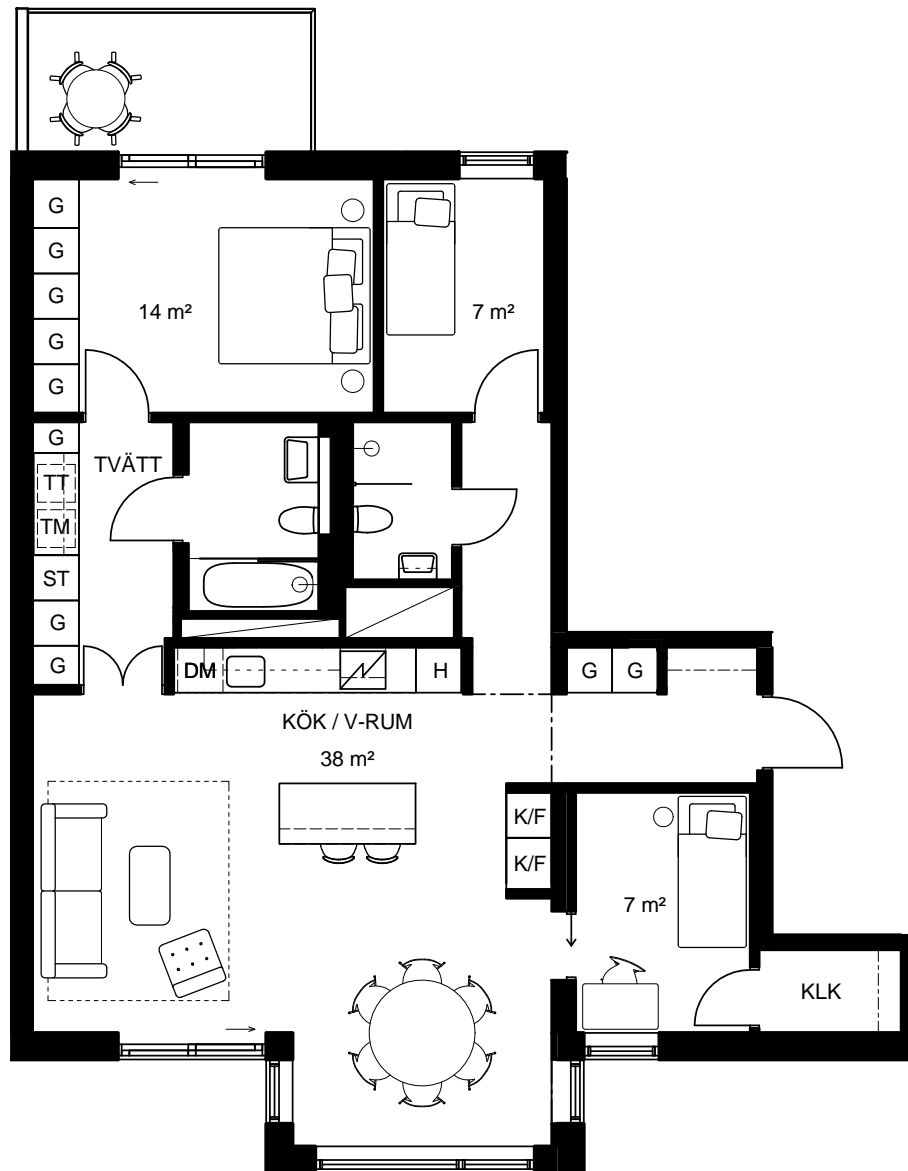 G
G
G
G
G
14 m²
7 m²
G
TVÄTT
TT
TM
ST
G
G
DM
H
G G
KÖK / V-RUM
38 m²
K/F
K/F
7 m²
KLK